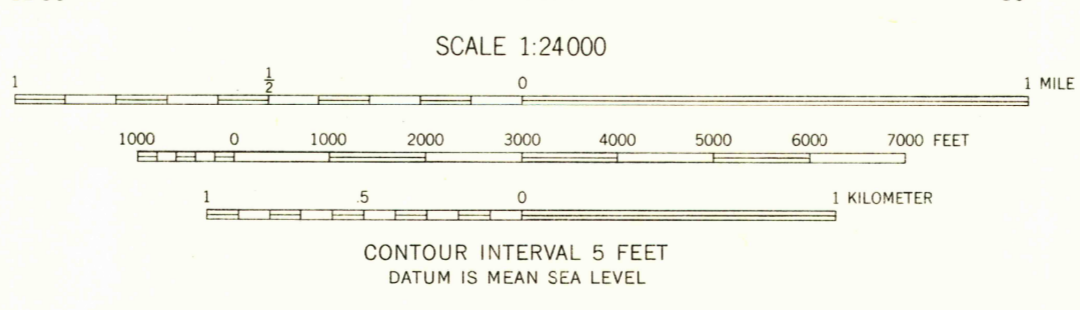 SCALE 1:24000
1 1/2 0 1 MILE
1000 0 1000 2000 3000 4000 5000 6000 7000 FEET
1 .5 0 1 KILOMETER
CONTOUR INTERVAL 5 FEET
DATUM IS MEAN SEA LEVEL